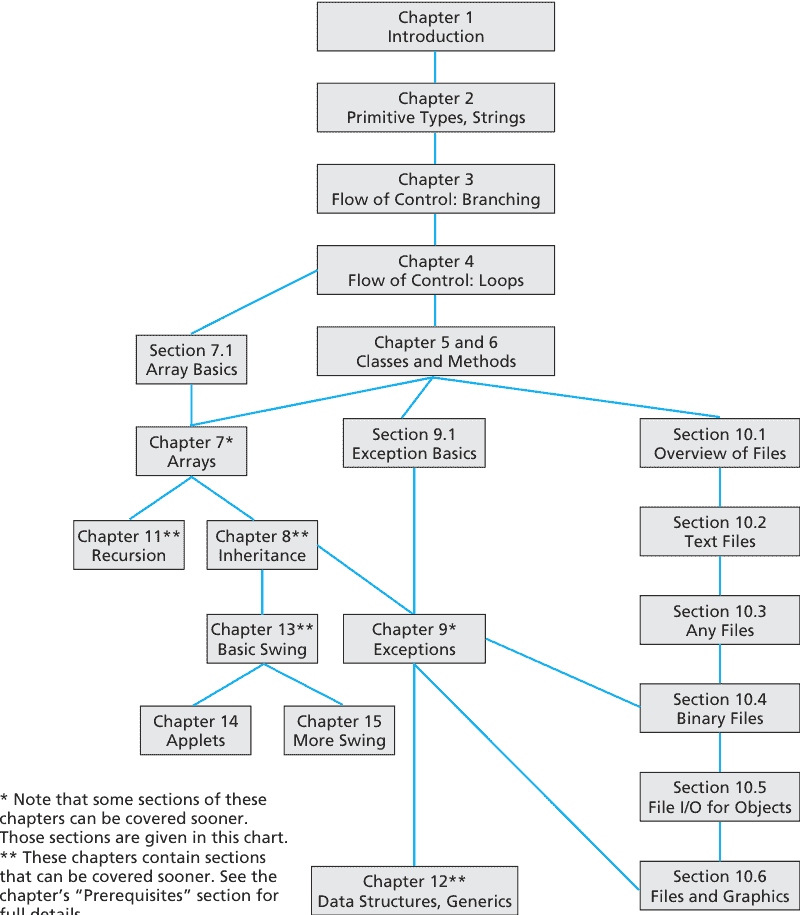 Chapter 1
Introduction
Chapter 2
Primitive Types, Strings
Chapter 3
Flow of Control: Branching
Chapter 4
Flow of Control: Loops
Section 7.1
Array Basics
Chapter 5 and 6
Classes and Methods
Chapter 7*
Arrays
Section 9.1
Exception Basics
Section 10.1
Overview of Files
Chapter 11**
Recursion
Chapter 8**
Inheritance
Section 10.2
Text Files
Chapter 13**
Basic Swing
Chapter 9*
Exceptions
Section 10.3
Any Files
Section 10.4
Binary Files
Chapter 14
Applets
Chapter 15
More Swing
Section 10.5
File I/O for Objects
* Note that some sections of these
chapters can be covered sooner.
Those sections are given in this chart.
** These chapters contain sections
that can be covered sooner. See the
chapter’s “Prerequisites” section for
full details
Chapter 12**
Data Structures, Generics
Section 10.6
Files and Graphics